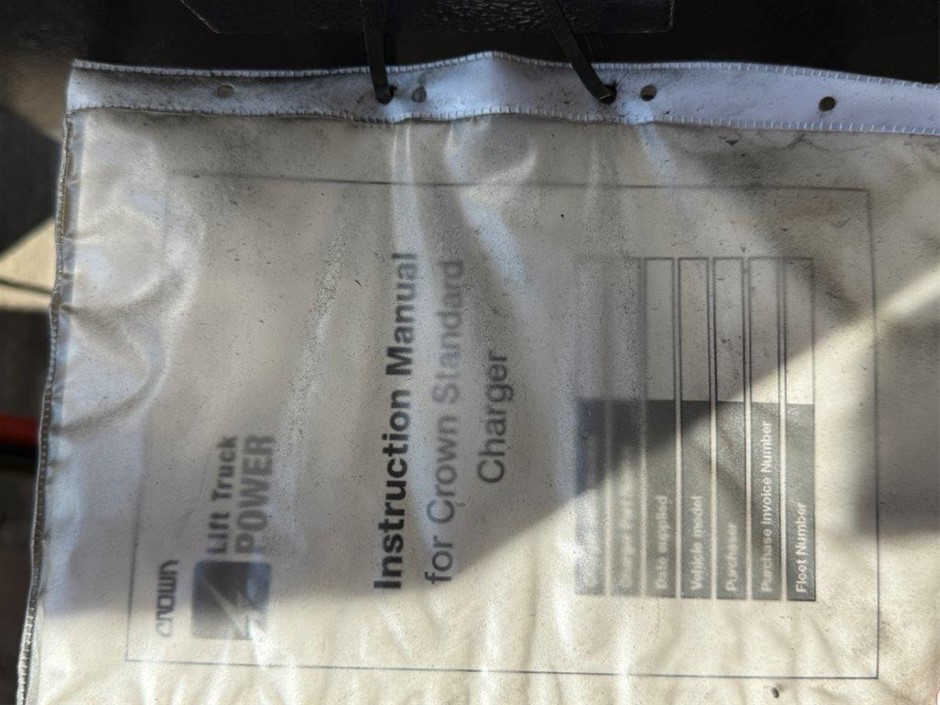 CROWN
Lift Truck
POWER
Instruction Manual
for Crown Standard
Charger
Date supplied
Vehicle model
Purchaser
Purchase Invoice Number
Fleet Number